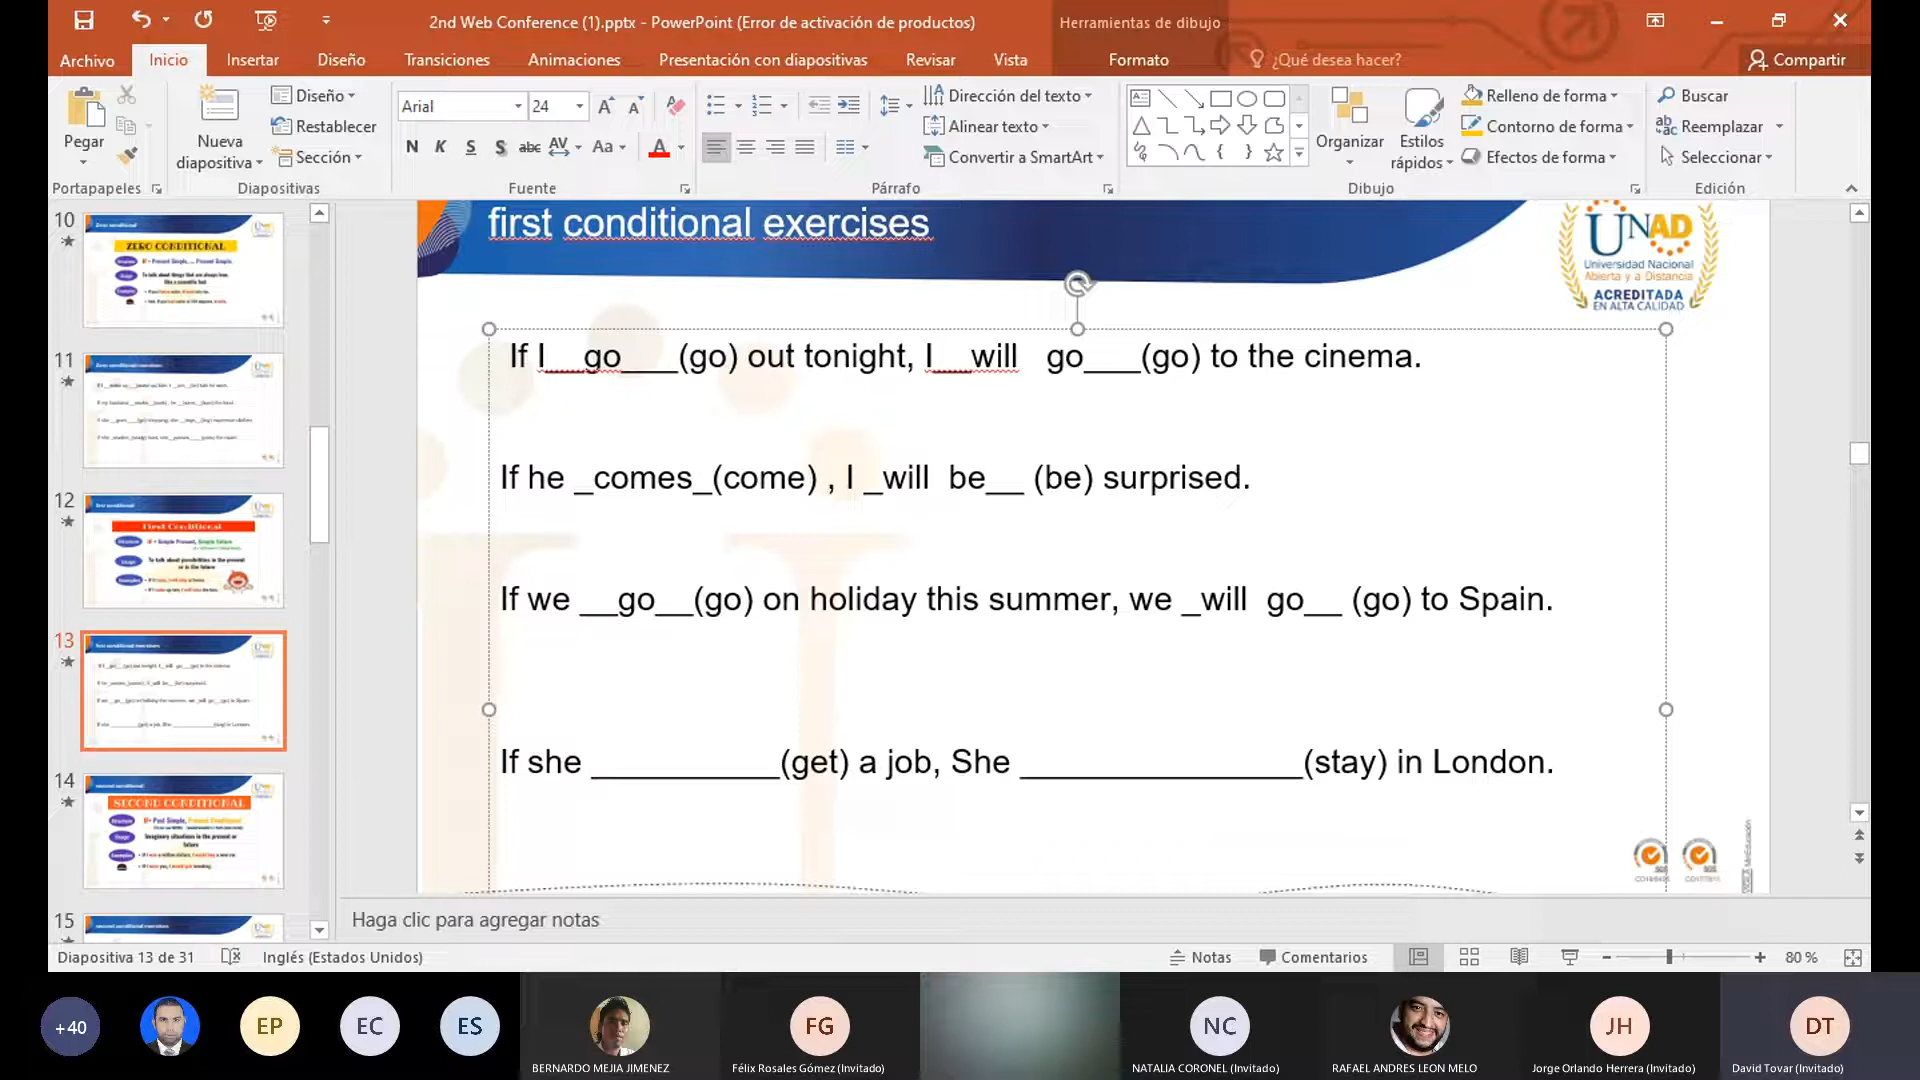 2nd Web Conference (1).pptx - PowerPoint (Error de activación de productos)
Herramientas de dibujo
Archivo Inicio Insertar Diseño Transiciones Animaciones Presentación con diapositivas Revisar Vista Formato ¿Qué desea hacer? Compartir
Pegar
Portapapeles
Nueva diapositiva
Diseño
Restablecer
Sección
Diapositivas
Arial 24
N K S S abc AV Aa A
Fuente
Dirección del texto
Alinear texto
Convertir a SmartArt
Párrafo
Organizar
Estilos rápidos
Relleno de forma
Contorno de forma
Efectos de forma
Dibujo
Buscar
Reemplazar
Seleccionar
Edición
10
ZERO CONDITIONAL
11
12
First Conditional
13
14
SECOND CONDITIONAL
15
first conditional exercises
UNAD
Universidad Nacional
Abierta y a Distancia
ACREDITADA
EN ALTA CALIDAD
If I___go___(go) out tonight, I__will go___(go) to the cinema.
If he _comes_(come) , I _will be__ (be) surprised.
If we __go__(go) on holiday this summer, we _will go__ (go) to Spain.
If she __________(get) a job, She _______________(stay) in London.
Haga clic para agregar notas
Diapositiva 13 de 31 Inglés (Estados Unidos) Notas Comentarios 80 %
+40 EP EC ES FG NC JH DT
BERNARDO MEJIA JIMENEZ Félix Rosales Gómez (Invitado) NATALIA CORONEL (Invitado) RAFAEL ANDRES LEON MELO Jorge Orlando Herrera (Invitado) David Tovar (Invitado)